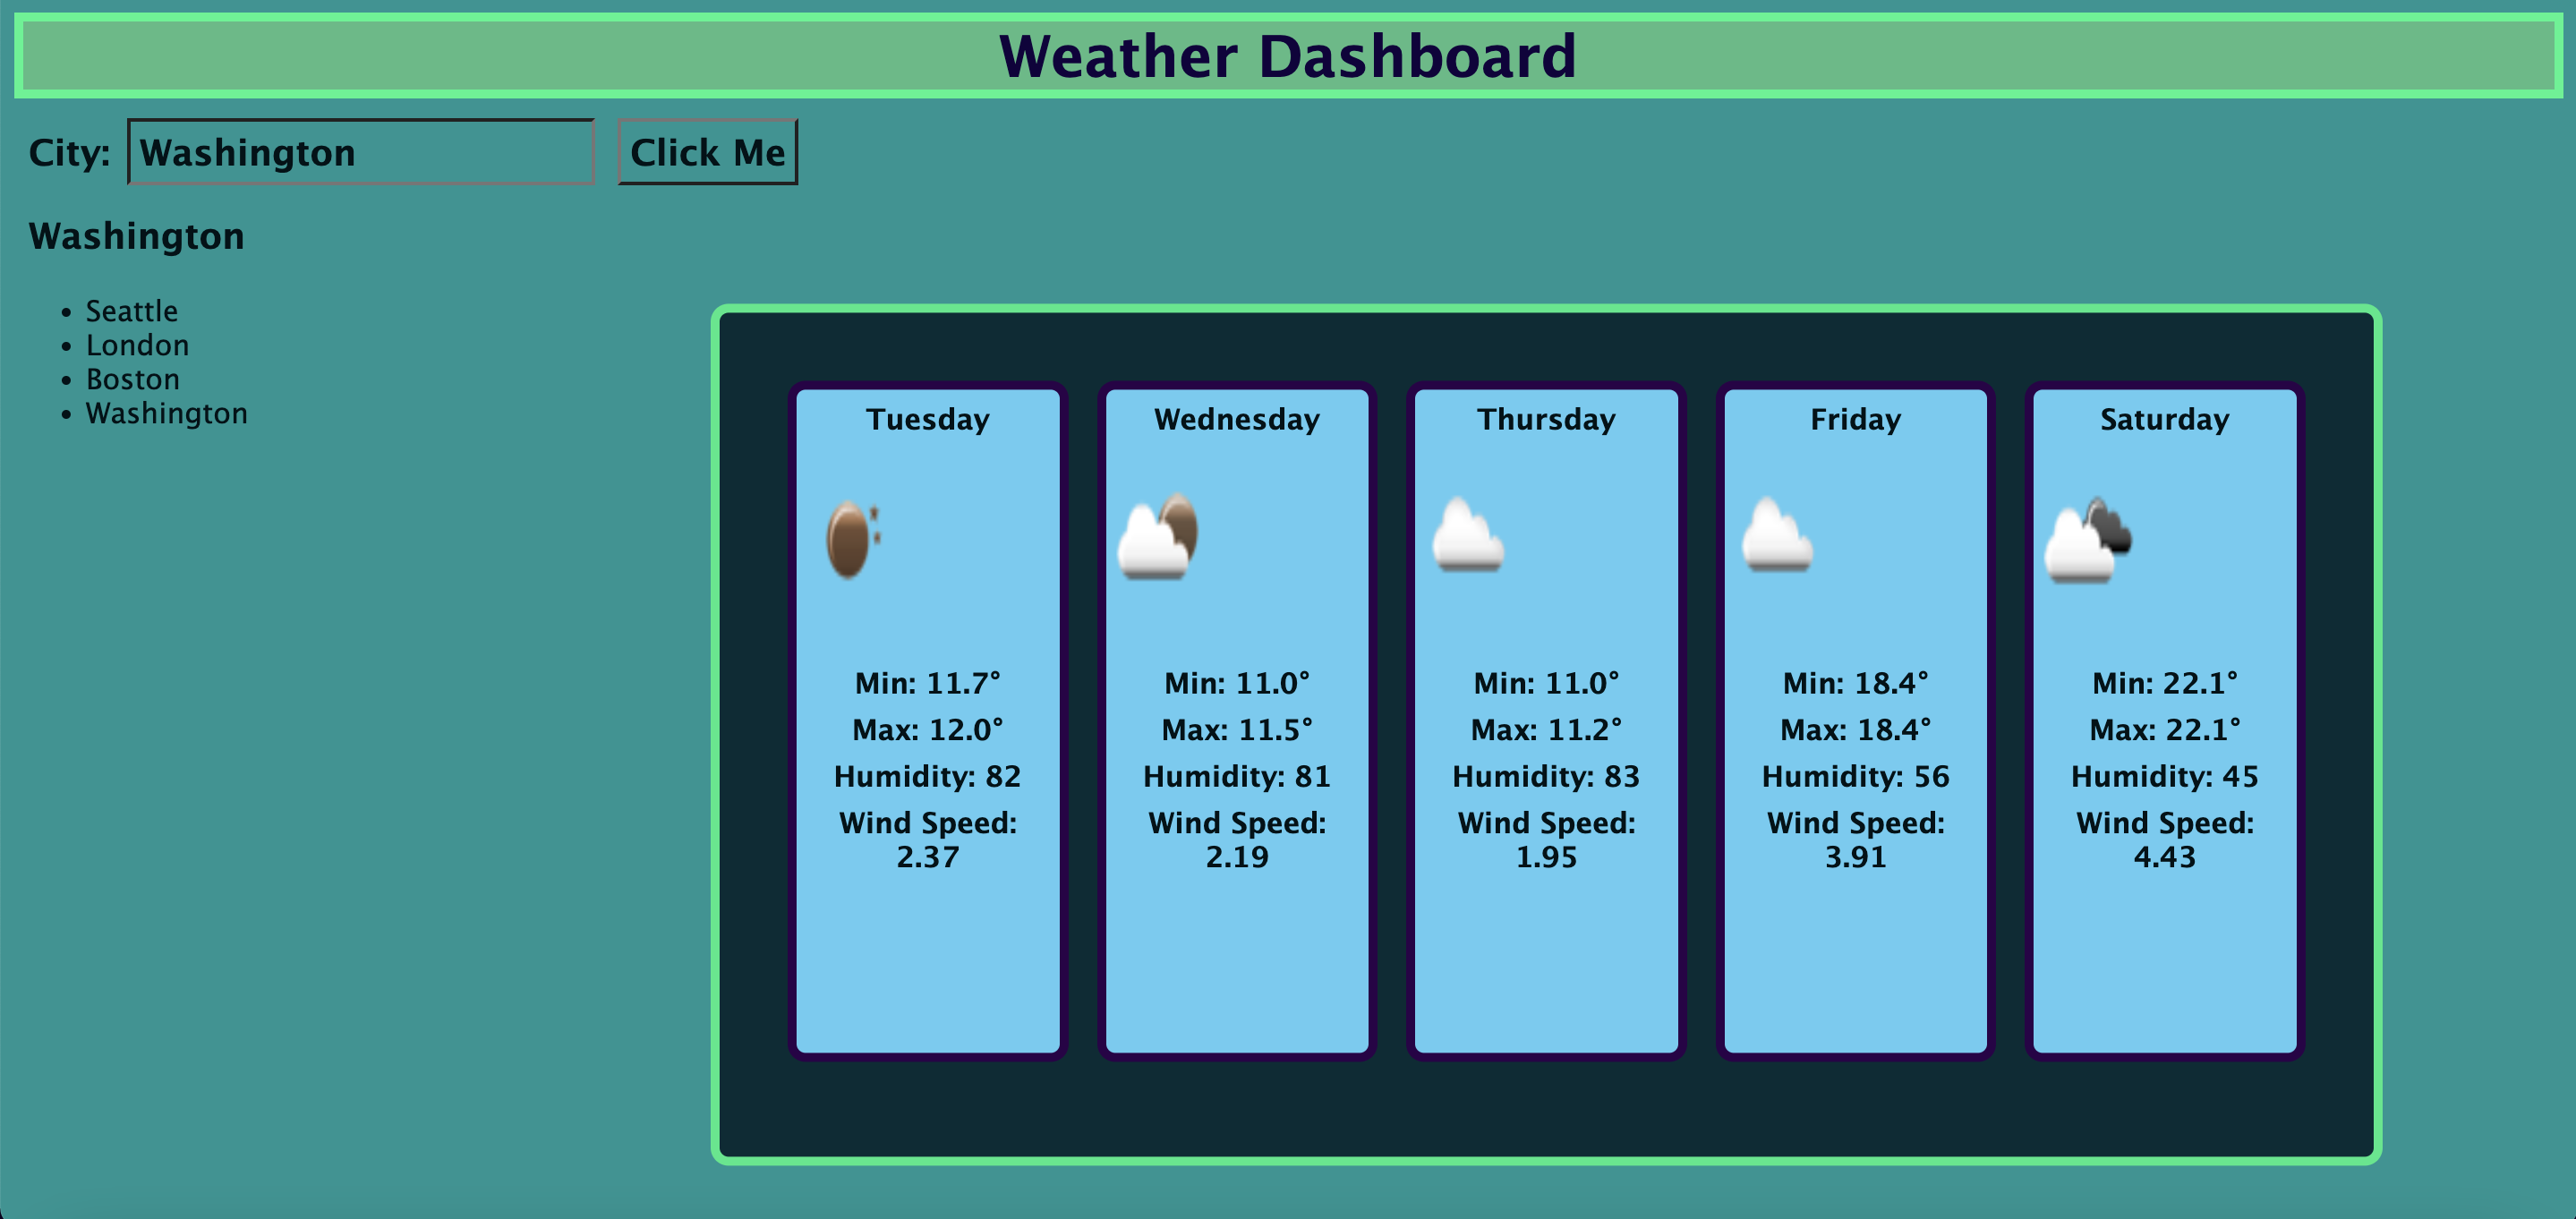 Weather Dashboard
City: Washington Click Me
Washington
• Seattle
• London
• Boston
• Washington
Tuesday
Min: 11.7°
Max: 12.0°
Humidity: 82
Wind Speed:
2.37
Wednesday
Min: 11.0°
Max: 11.5°
Humidity: 81
Wind Speed:
2.19
Thursday
Min: 11.0°
Max: 11.2°
Humidity: 83
Wind Speed:
1.95
Friday
Min: 18.4°
Max: 18.4°
Humidity: 56
Wind Speed:
3.91
Saturday
Min: 22.1°
Max: 22.1°
Humidity: 45
Wind Speed:
4.43